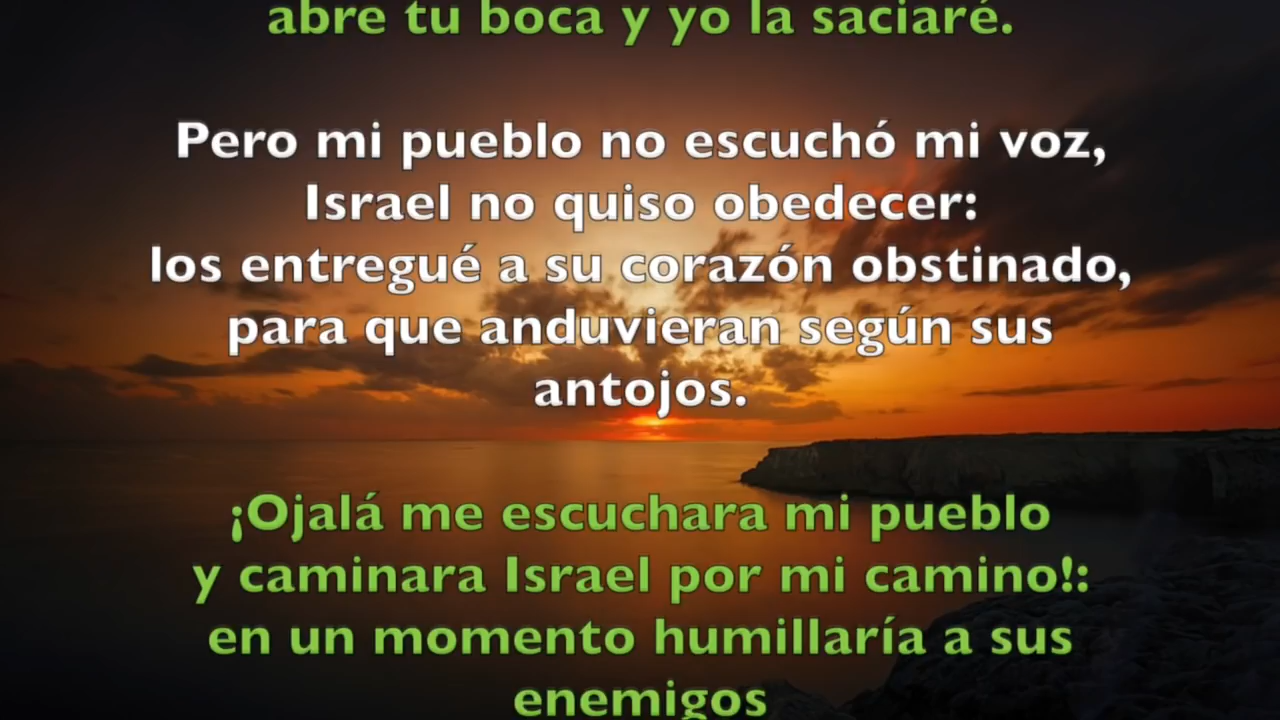 abre tu boca y yo la saciaré.
Pero mi pueblo no escuchó mi voz,
Israel no quiso obedecer:
los entregué a su corazón obstinado,
para que anduvieran según sus
antojos.
¡Ojalá me escuchara mi pueblo
y caminara Israel por mi camino!:
en un momento humillaría a sus
enemigos